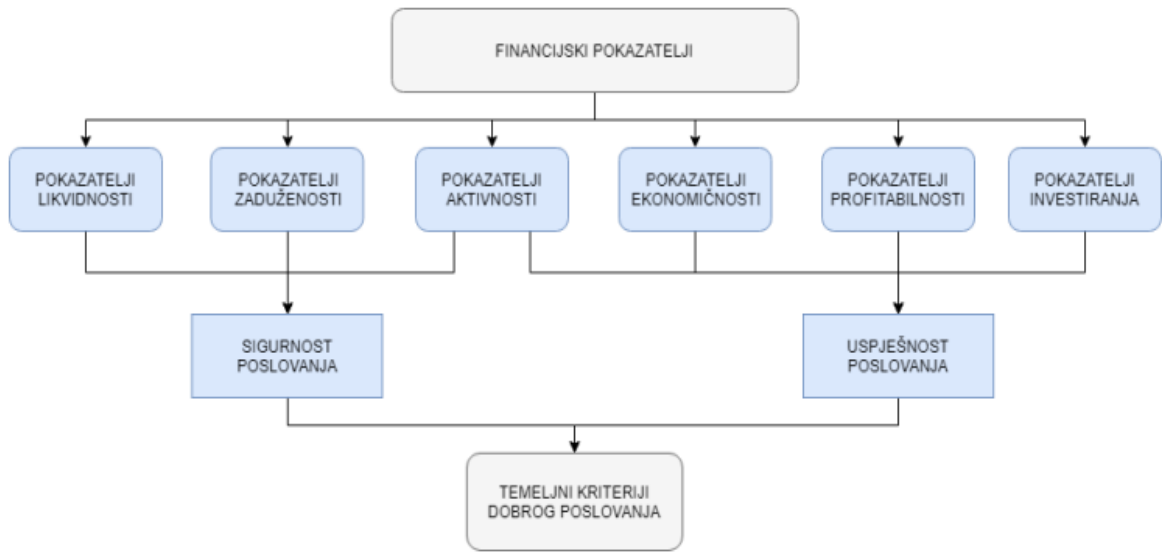 FINANCIJSKI POKAZATELJI
POKAZATELJI
LIKVIDNOSTI
POKAZATELJI
ZADUŽENOSTI
POKAZATELJI
AKTIVNOSTI
POKAZATELJI
EKONOMIČNOSTI
POKAZATELJI
PROFITABILNOSTI
POKAZATELJI
INVESTIRANJA
SIGURNOST
POSLOVANJA
USPJEŠNOST
POSLOVANJA
TEMELJNI KRITERIJI
DOBROG POSLOVANJA